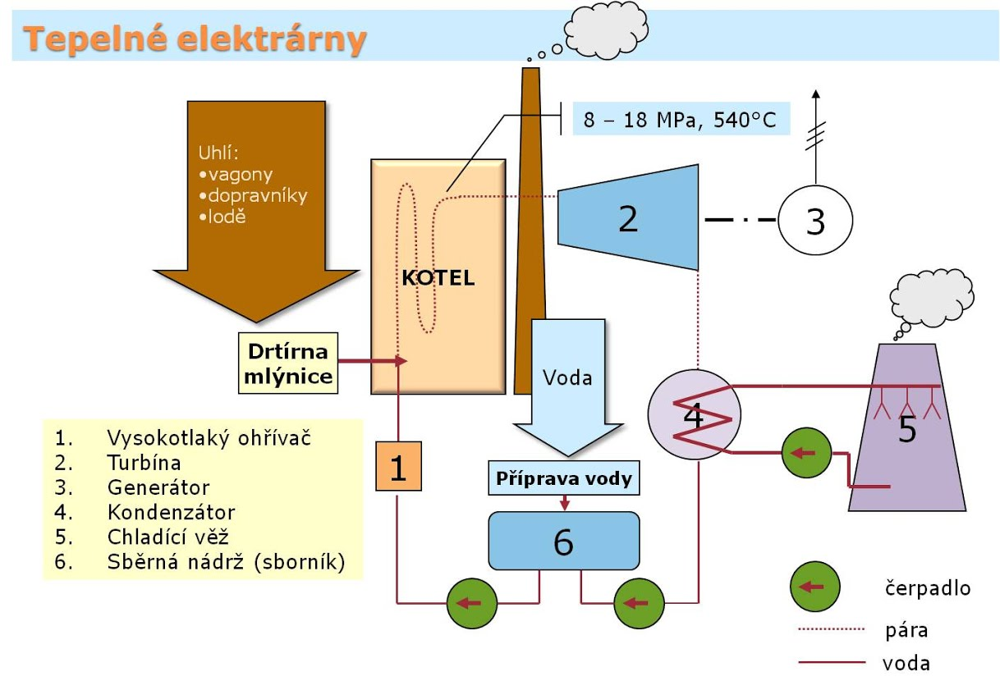 Tepelné elektrárny
8 – 18 MPa, 540°C
Uhlí:
•vagony
•dopravníky
•lodě
2
3
KOTEL
Drtírna
mlýnice
Voda
4
5
1
Příprava vody
6
1. Vysokotlaký ohřívač
2. Turbína
3. Generátor
4. Kondenzátor
5. Chladící věž
6. Sběrná nádrž (sborník)
čerpadlo
pára
voda